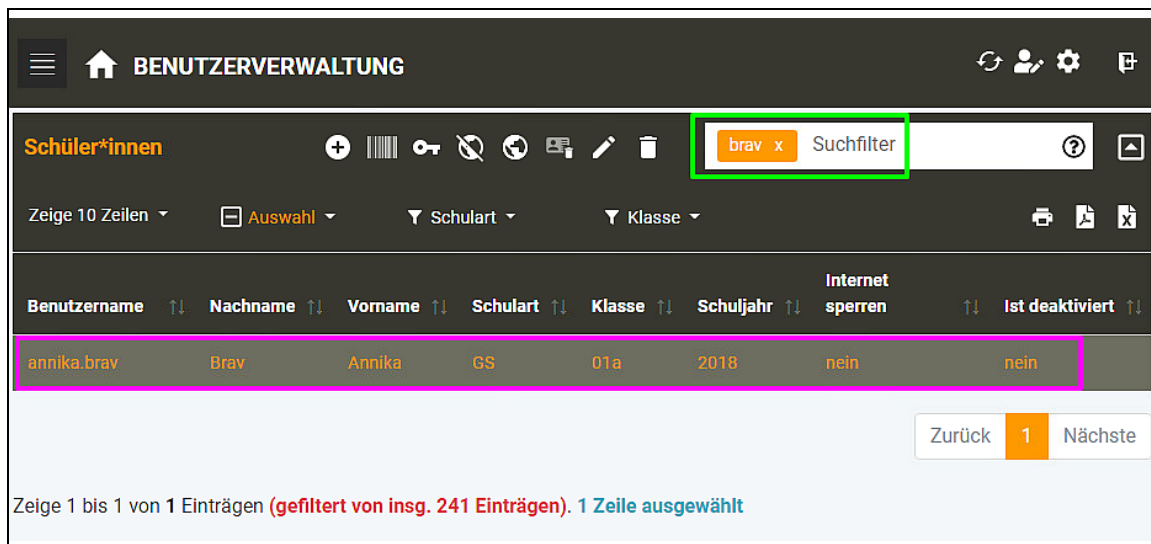 BENUTZERVERWALTUNG
Schüler*innen
brav x Suchfilter
Zeige 10 Zeilen Auswahl Schulart Klasse
Benutzername Nachname Vorname Schulart Klasse Schuljahr Internet sperren Ist deaktiviert
annika.brav Brav Annika GS 01a 2018 nein nein
Zurück 1 Nächste
Zeige 1 bis 1 von 1 Einträgen (gefiltert von insg. 241 Einträgen). 1 Zeile ausgewählt